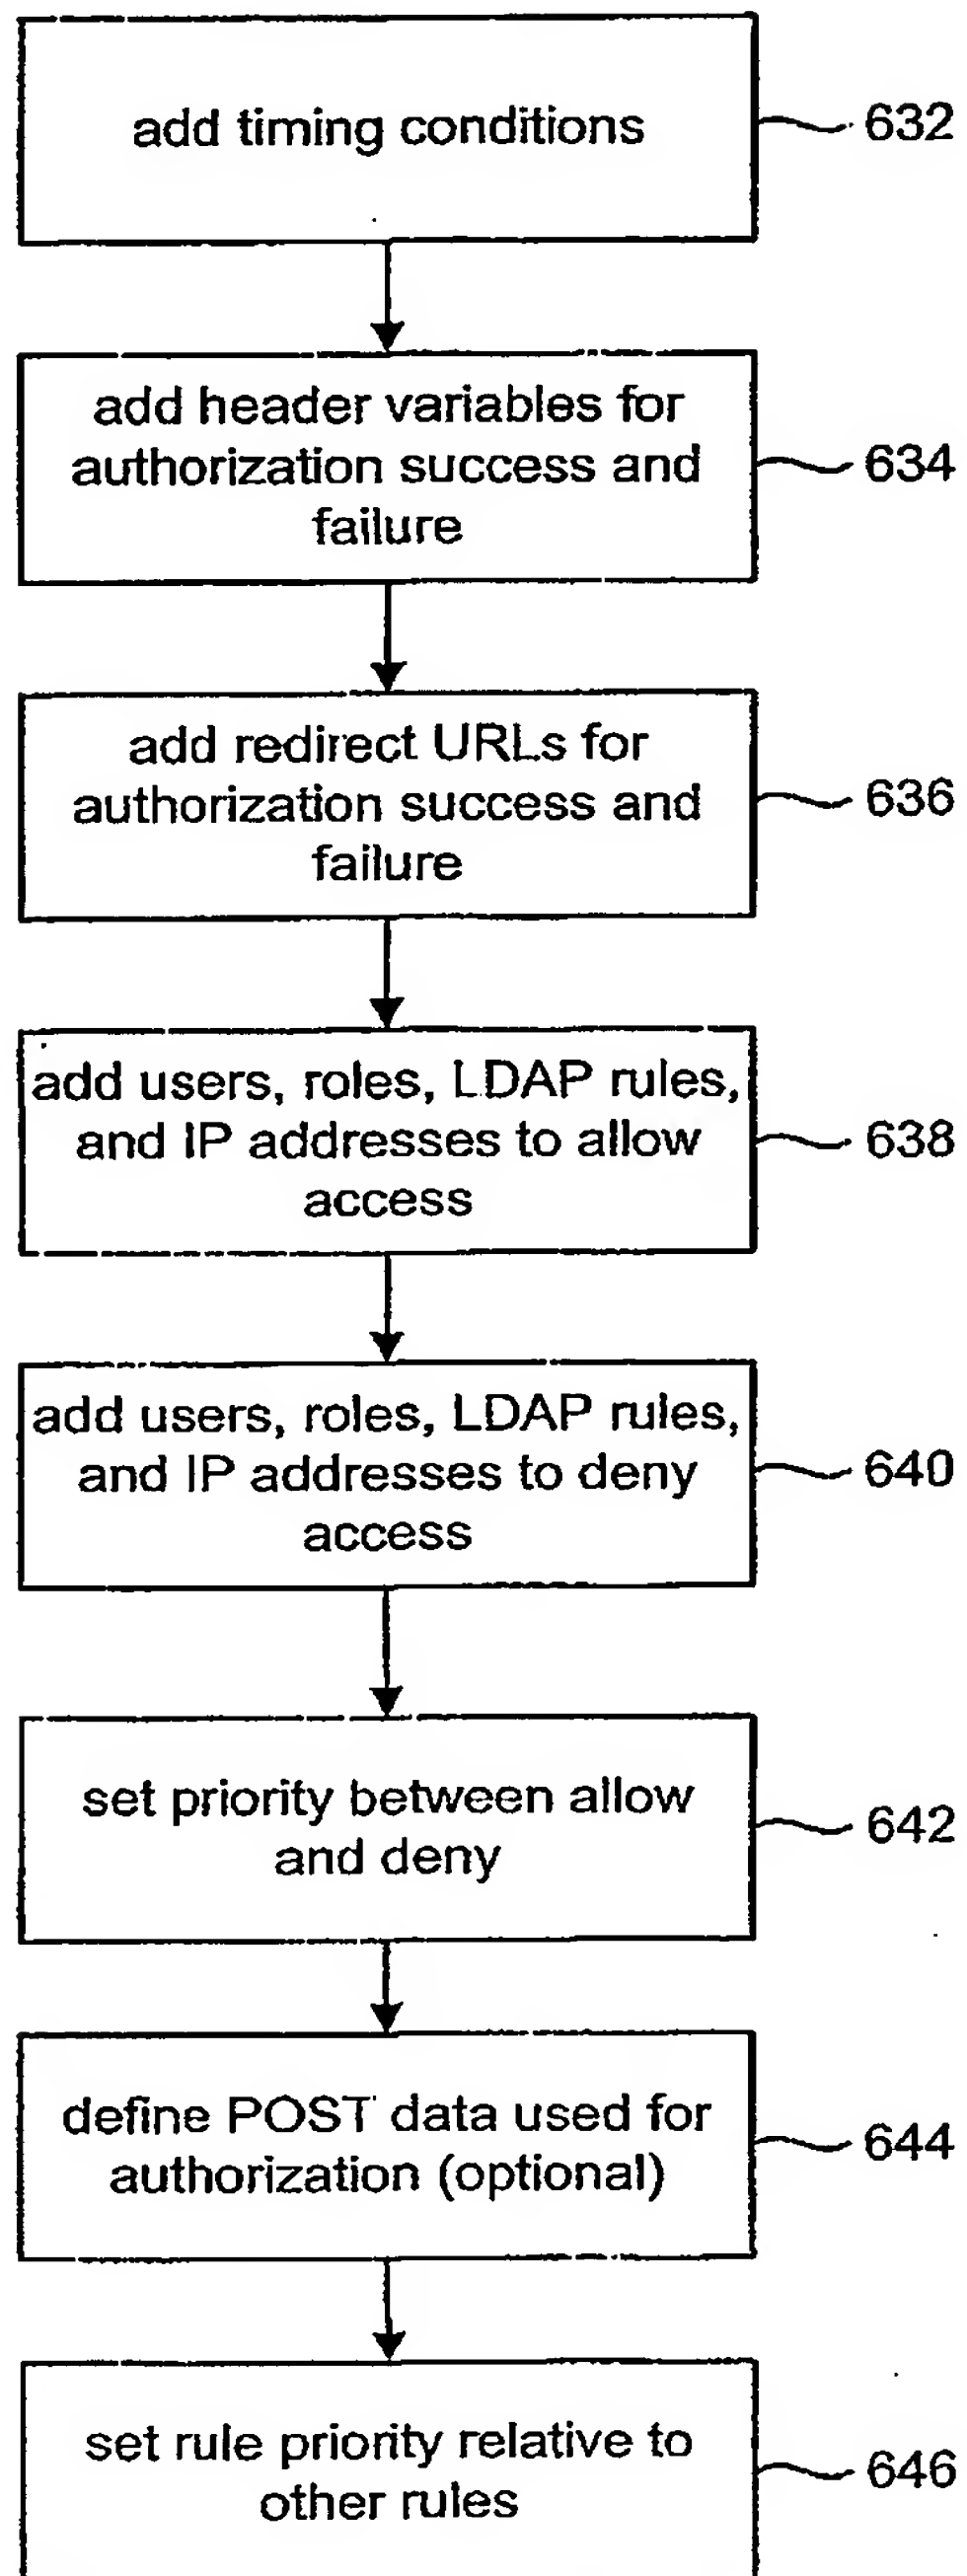 add timing conditions
632
add header variables for
authorization success and
failure
634
add redirect URLs for
authorization success and
failure
636
add users, roles, LDAP rules,
and IP addresses to allow
access
638
add users, roles, LDAP rules,
and IP addresses to deny
access
640
set priority between allow
and deny
642
define POST data used for
authorization (optional)
644
set rule priority relative to
other rules
646